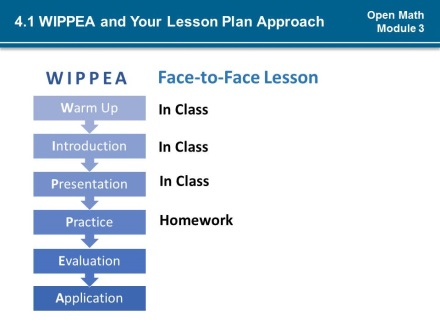 4.1 WIPPEA and Your Lesson Plan Approach
Open Math
Module 3
WIPPEA
Face-to-Face Lesson
Warm Up
In Class
Introduction
In Class
Presentation
In Class
Practice
Homework
Evaluation
Application